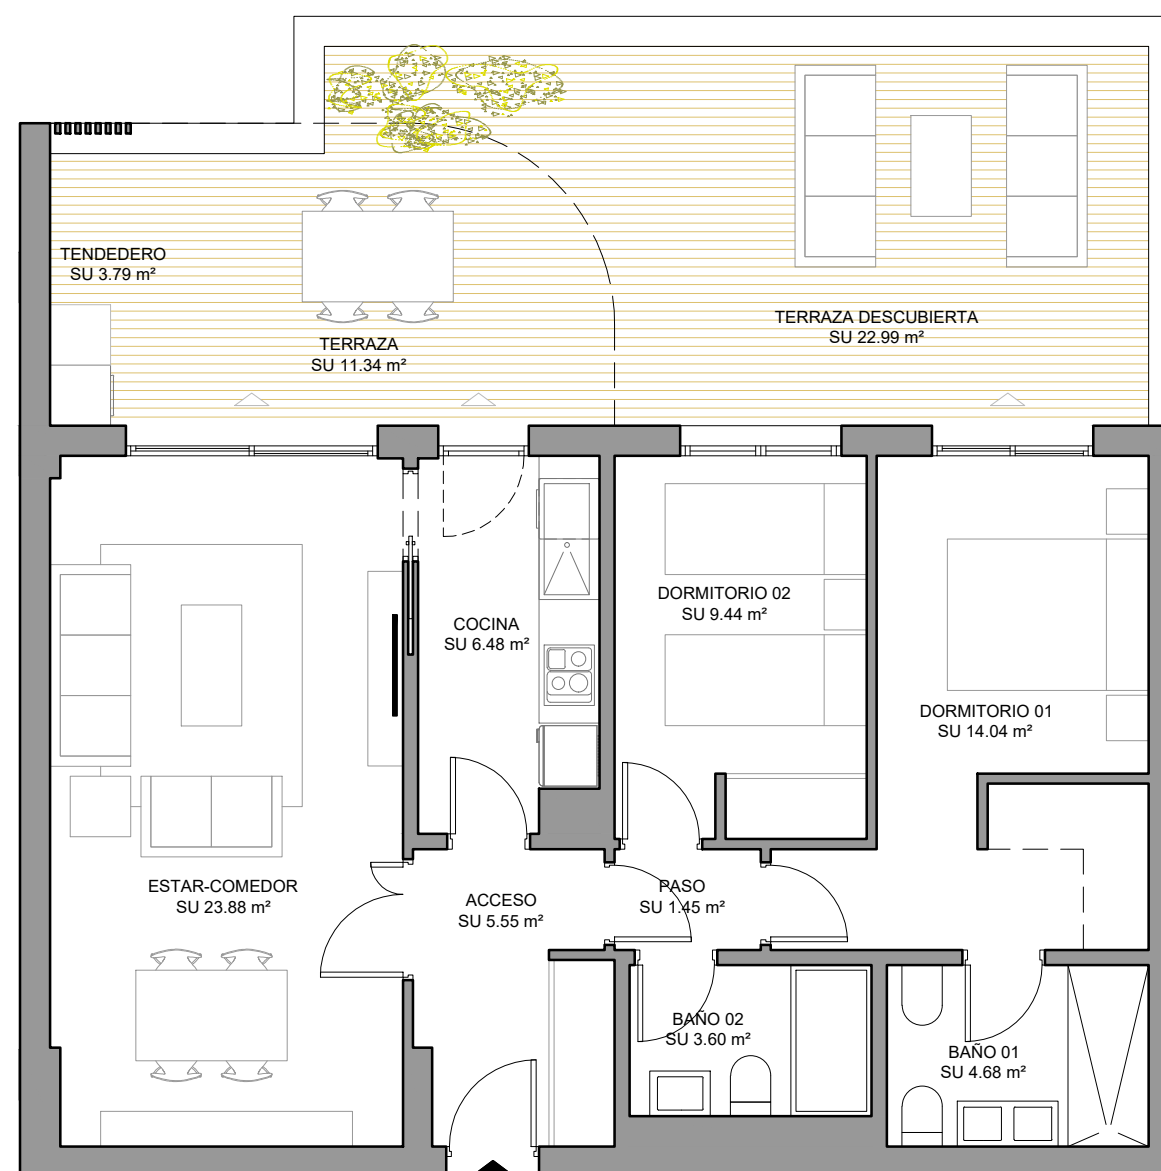 TENDEDERO
SU 3.79 m²
TERRAZA
SU 11.34 m²
TERRAZA DESCUBIERTA
SU 22.99 m²
COCINA
SU 6.48 m²
DORMITORIO 02
SU 9.44 m²
DORMITORIO 01
SU 14.04 m²
ESTAR-COMEDOR
SU 23.88 m²
ACCESO
SU 5.55 m²
PASO
SU 1.45 m²
BAÑO 02
SU 3.60 m²
BAÑO 01
SU 4.68 m²